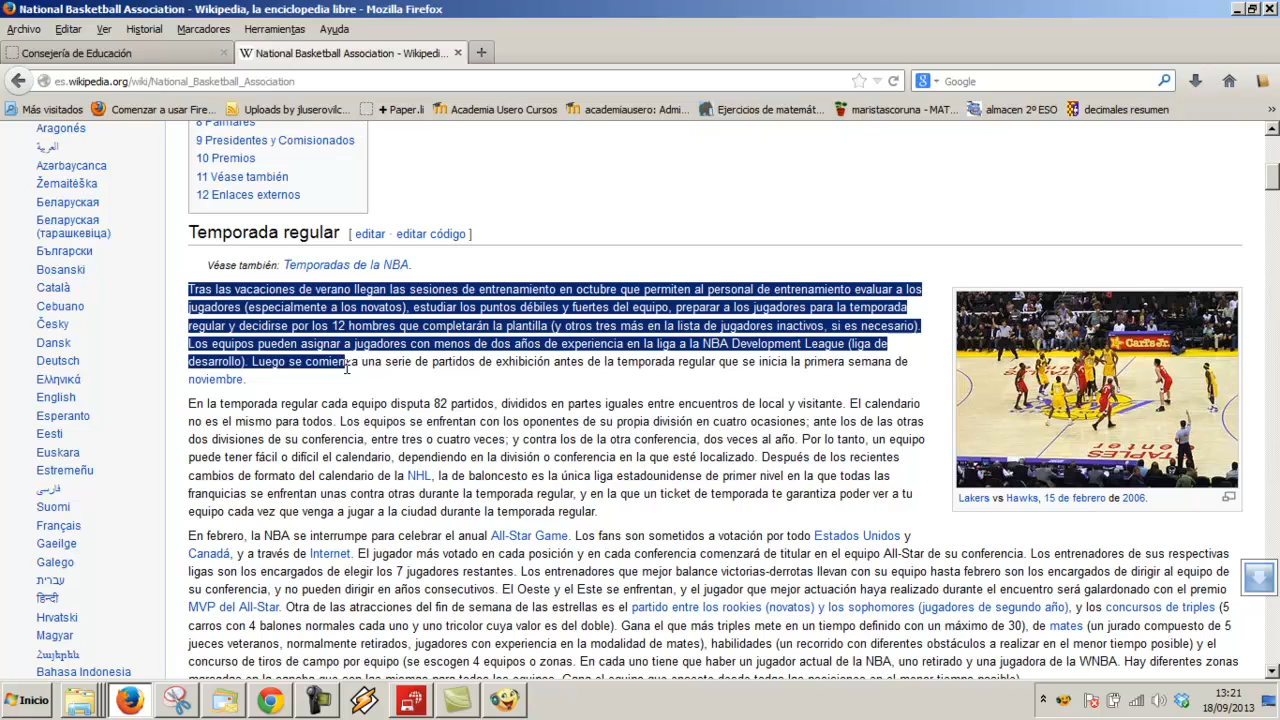 National Basketball Association - Wikipedia, la enciclopedia libre - Mozilla Firefox
Archivo Editar Ver Historial Marcadores Herramientas Ayuda
Consejería de Educación
National Basketball Association - Wikipedi...
es.wikipedia.org/wiki/National_Basketball_Association
Google
Más visitados
Comenzar a usar Fire...
Uploads by jluserovilc...
+ Paper.li
Academia Usero Cursos
academiausero: Admi...
Ejercicios de matemát...
maristascoruna - MAT...
almacen 2º ESO
decimales resumen
Aragonés
العربية
Azərbaycanca
Žemaitėška
Беларуская
Беларуская
(тарашкевіца)
Български
Bosanski
Català
Cebuano
Česky
Dansk
Deutsch
Ελληνικά
English
Esperanto
Eesti
Euskara
Estremeñu
فارسی
Suomi
Français
Gaeilge
Galego
עברית
हिन्दी
Hrvatski
Magyar
Հայերեն
Bahasa Indonesia
8 Palmarés
9 Presidentes y Comisionados
10 Premios
11 Véase también
12 Enlaces externos
Temporada regular [ editar · editar código ]
Véase también: Temporadas de la NBA.
Tras las vacaciones de verano llegan las sesiones de entrenamiento en octubre que permiten al personal de entrenamiento evaluar a los
jugadores (especialmente a los novatos), estudiar los puntos débiles y fuertes del equipo, preparar a los jugadores para la temporada
regular y decidirse por los 12 hombres que completarán la plantilla (y otros tres más en la lista de jugadores inactivos, si es necesario).
Los equipos pueden asignar a jugadores con menos de dos años de experiencia en la liga a la NBA Development League (liga de
desarrollo). Luego se comienza una serie de partidos de exhibición antes de la temporada regular que se inicia la primera semana de
noviembre.
En la temporada regular cada equipo disputa 82 partidos, divididos en partes iguales entre encuentros de local y visitante. El calendario
no es el mismo para todos. Los equipos se enfrentan con los oponentes de su propia división en cuatro ocasiones; ante los de las otras
dos divisiones de su conferencia, entre tres o cuatro veces; y contra los de la otra conferencia, dos veces al año. Por lo tanto, un equipo
puede tener fácil o difícil el calendario, dependiendo en la división o conferencia en la que esté localizado. Después de los recientes
cambios de formato del calendario de la NHL, la de baloncesto es la única liga estadounidense de primer nivel en la que todas las
franquicias se enfrentan unas contra otras durante la temporada regular, y en la que un ticket de temporada te garantiza poder ver a tu
equipo cada vez que venga a jugar a la ciudad durante la temporada regular.
Carl's Jr.
STAPLES
Center
Lakers vs Hawks, 15 de febrero de 2006.
En febrero, la NBA se interrumpe para celebrar el anual All-Star Game. Los fans son sometidos a votación por todo Estados Unidos y
Canadá, y a través de Internet. El jugador más votado en cada posición y en cada conferencia comenzará de titular en el equipo All-Star de su conferencia. Los entrenadores de sus respectivas
ligas son los encargados de elegir los 7 jugadores restantes. Los entrenadores que mejor balance victorias-derrotas llevan con su equipo hasta febrero son los encargados de dirigir al equipo de
su conferencia, y no pueden dirigir en años consecutivos. El Oeste y el Este se enfrentan, y el jugador que mejor actuación haya realizado durante el encuentro será galardonado con el premio
MVP del All-Star. Otra de las atracciones del fin de semana de las estrellas es el partido entre los rookies (novatos) y los sophomores (jugadores de segundo año), y los concursos de triples (5
carros con 4 balones normales cada uno y uno tricolor cuya valor es del doble). Gana el que más triples mete en un tiempo definido con un máximo de 30), de mates (un jurado compuesto de 5
jueces veteranos, normalmente retirados, jugadores con experiencia en la modalidad de mates), habilidades (un recorrido con diferentes obstáculos a realizar en el menor tiempo posible) y el
concurso de tiros de campo por equipo (se escogen 4 equipos o zonas. En cada uno tiene que haber un jugador actual de la NBA, uno retirado y una jugadora de la WNBA. Hay diferentes zonas
Inicio
13:21
18/09/2013